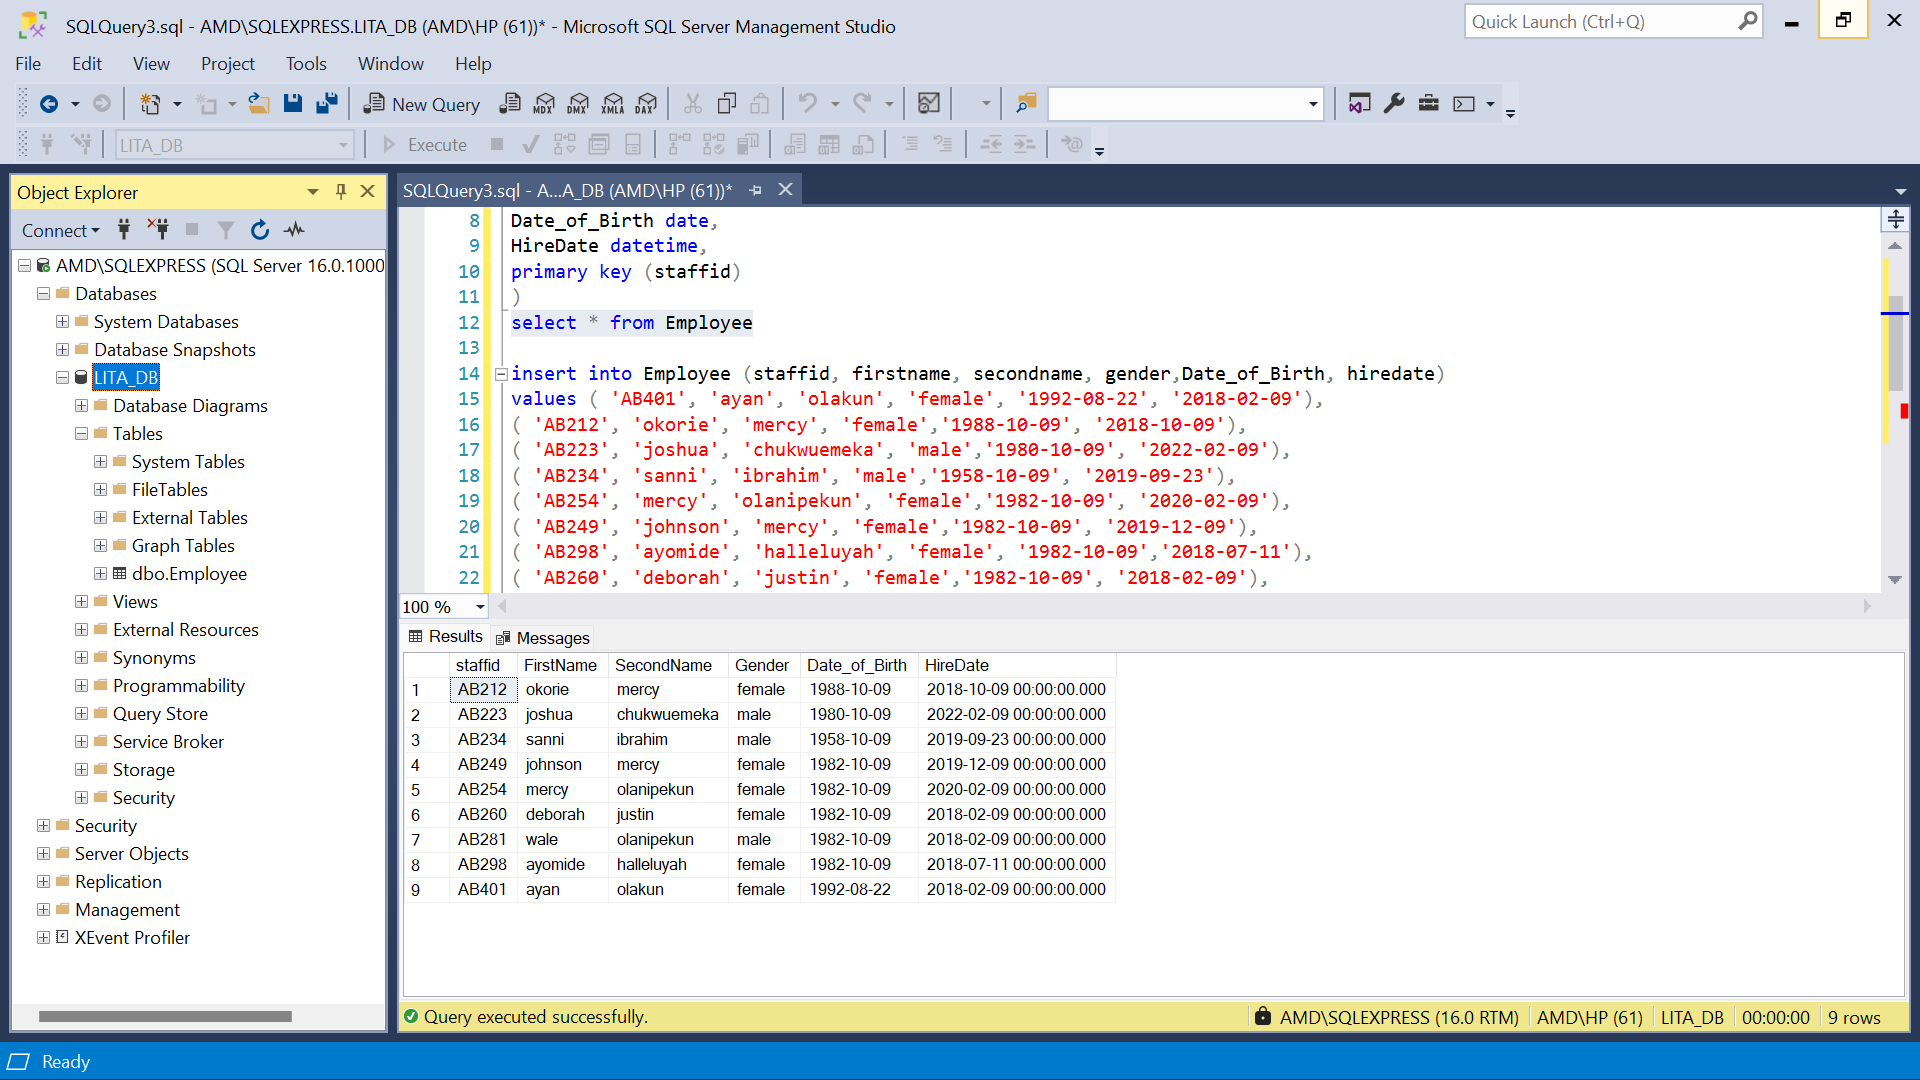 SQLQuery3.sql - AMD\SQLEXPRESS.LITA_DB (AMD\HP (61))* - Microsoft SQL Server Management Studio
Quick Launch (Ctrl+Q)
File Edit View Project Tools Window Help
New Query MDX DMX XMLA DAX
LITA_DB Execute
Object Explorer
Connect
AMD\SQLEXPRESS (SQL Server 16.0.1000
Databases
System Databases
Database Snapshots
LITA_DB
Database Diagrams
Tables
System Tables
FileTables
External Tables
Graph Tables
dbo.Employee
Views
External Resources
Synonyms
Programmability
Query Store
Service Broker
Storage
Security
Security
Server Objects
Replication
Management
XEvent Profiler
SQLQuery3.sql - A...A_DB (AMD\HP (61))*
8 Date_of_Birth date,
9 HireDate datetime,
10 primary key (staffid)
11 )
12 select * from Employee
13
14 insert into Employee (staffid, firstname, secondname, gender,Date_of_Birth, hiredate)
15 values ( 'AB401', 'ayan', 'olakun', 'female', '1992-08-22', '2018-02-09'),
16 ( 'AB212', 'okorie', 'mercy', 'female','1988-10-09', '2018-10-09'),
17 ( 'AB223', 'joshua', 'chukwuemeka', 'male','1980-10-09', '2022-02-09'),
18 ( 'AB234', 'sanni', 'ibrahim', 'male','1958-10-09', '2019-09-23'),
19 ( 'AB254', 'mercy', 'olanipekun', 'female','1982-10-09', '2020-02-09'),
20 ( 'AB249', 'johnson', 'mercy', 'female','1982-10-09', '2019-12-09'),
21 ( 'AB298', 'ayomide', 'halleluyah', 'female', '1982-10-09','2018-07-11'),
22 ( 'AB260', 'deborah', 'justin', 'female','1982-10-09', '2018-02-09'),
100 %
Results Messages
staffid FirstName SecondName Gender Date_of_Birth HireDate
1 AB212 okorie mercy female 1988-10-09 2018-10-09 00:00:00.000
2 AB223 joshua chukwuemeka male 1980-10-09 2022-02-09 00:00:00.000
3 AB234 sanni ibrahim male 1958-10-09 2019-09-23 00:00:00.000
4 AB249 johnson mercy female 1982-10-09 2019-12-09 00:00:00.000
5 AB254 mercy olanipekun female 1982-10-09 2020-02-09 00:00:00.000
6 AB260 deborah justin female 1982-10-09 2018-02-09 00:00:00.000
7 AB281 wale olanipekun male 1982-10-09 2018-02-09 00:00:00.000
8 AB298 ayomide halleluyah female 1982-10-09 2018-07-11 00:00:00.000
9 AB401 ayan olakun female 1992-08-22 2018-02-09 00:00:00.000
Query executed successfully. AMD\SQLEXPRESS (16.0 RTM) AMD\HP (61) LITA_DB 00:00:00 9 rows
Ready